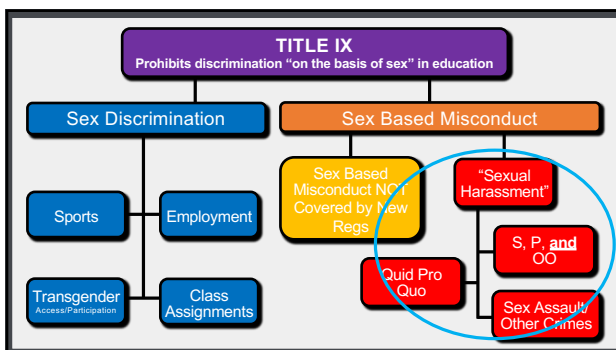 TITLE IX
Prohibits discrimination “on the basis of sex” in education
Sex Discrimination
Sex Based Misconduct
Sports
Employment
Transgender
Access/Participation
Class
Assignments
Sex Based
Misconduct NOT
Covered by New
Regs
“Sexual
Harassment”
S, P, and
OO
Quid Pro
Quo
Sex Assault/
Other Crimes